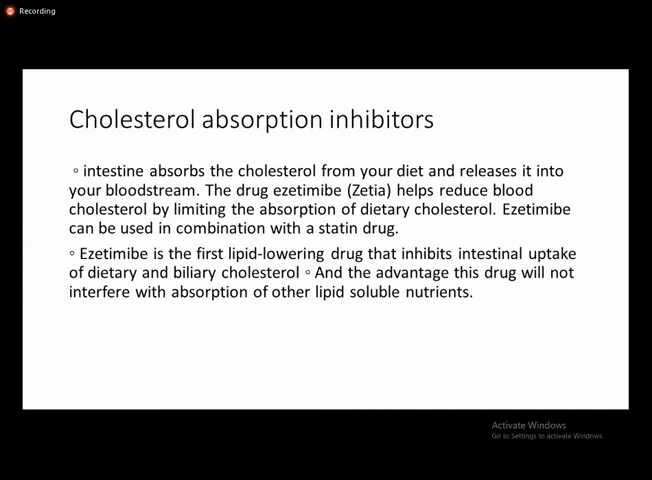 Recording
Cholesterol absorption inhibitors
◦ intestine absorbs the cholesterol from your diet and releases it into
your bloodstream. The drug ezetimibe (Zetia) helps reduce blood
cholesterol by limiting the absorption of dietary cholesterol. Ezetimibe
can be used in combination with a statin drug.
◦ Ezetimibe is the first lipid-lowering drug that inhibits intestinal uptake
of dietary and biliary cholesterol ◦ And the advantage this drug will not
interfere with absorption of other lipid soluble nutrients.
Activate Windows
Go to Settings to activate Windows.